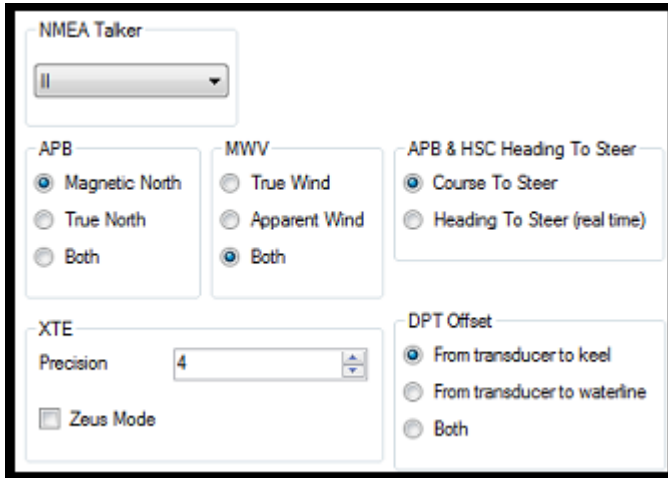 NMEA Talker
II
APB
Magnetic North
True North
Both
MWV
True Wind
Apparent Wind
Both
APB & HSC Heading To Steer
Course To Steer
Heading To Steer (real time)
XTE
Precision 4
Zeus Mode
DPT Offset
From transducer to keel
From transducer to waterline
Both